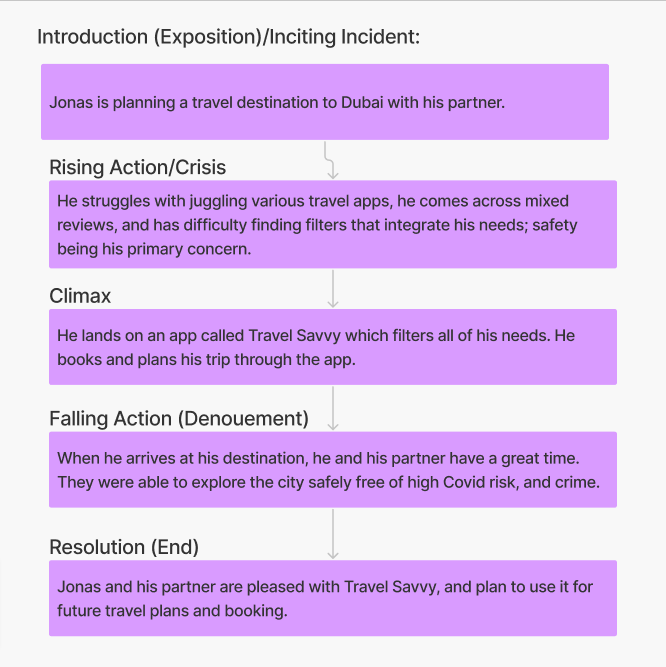 Introduction (Exposition)/Inciting Incident:
Jonas is planning a travel destination to Dubai with his partner.
Rising Action/Crisis
He struggles with juggling various travel apps, he comes across mixed
reviews, and has difficulty finding filters that integrate his needs; safety
being his primary concern.
Climax
He lands on an app called Travel Savvy which filters all of his needs. He
books and plans his trip through the app.
Falling Action (Denouement)
When he arrives at his destination, he and his partner have a great time.
They were able to explore the city safely free of high Covid risk, and crime.
Resolution (End)
Jonas and his partner are pleased with Travel Savvy, and plan to use it for
future travel plans and booking.